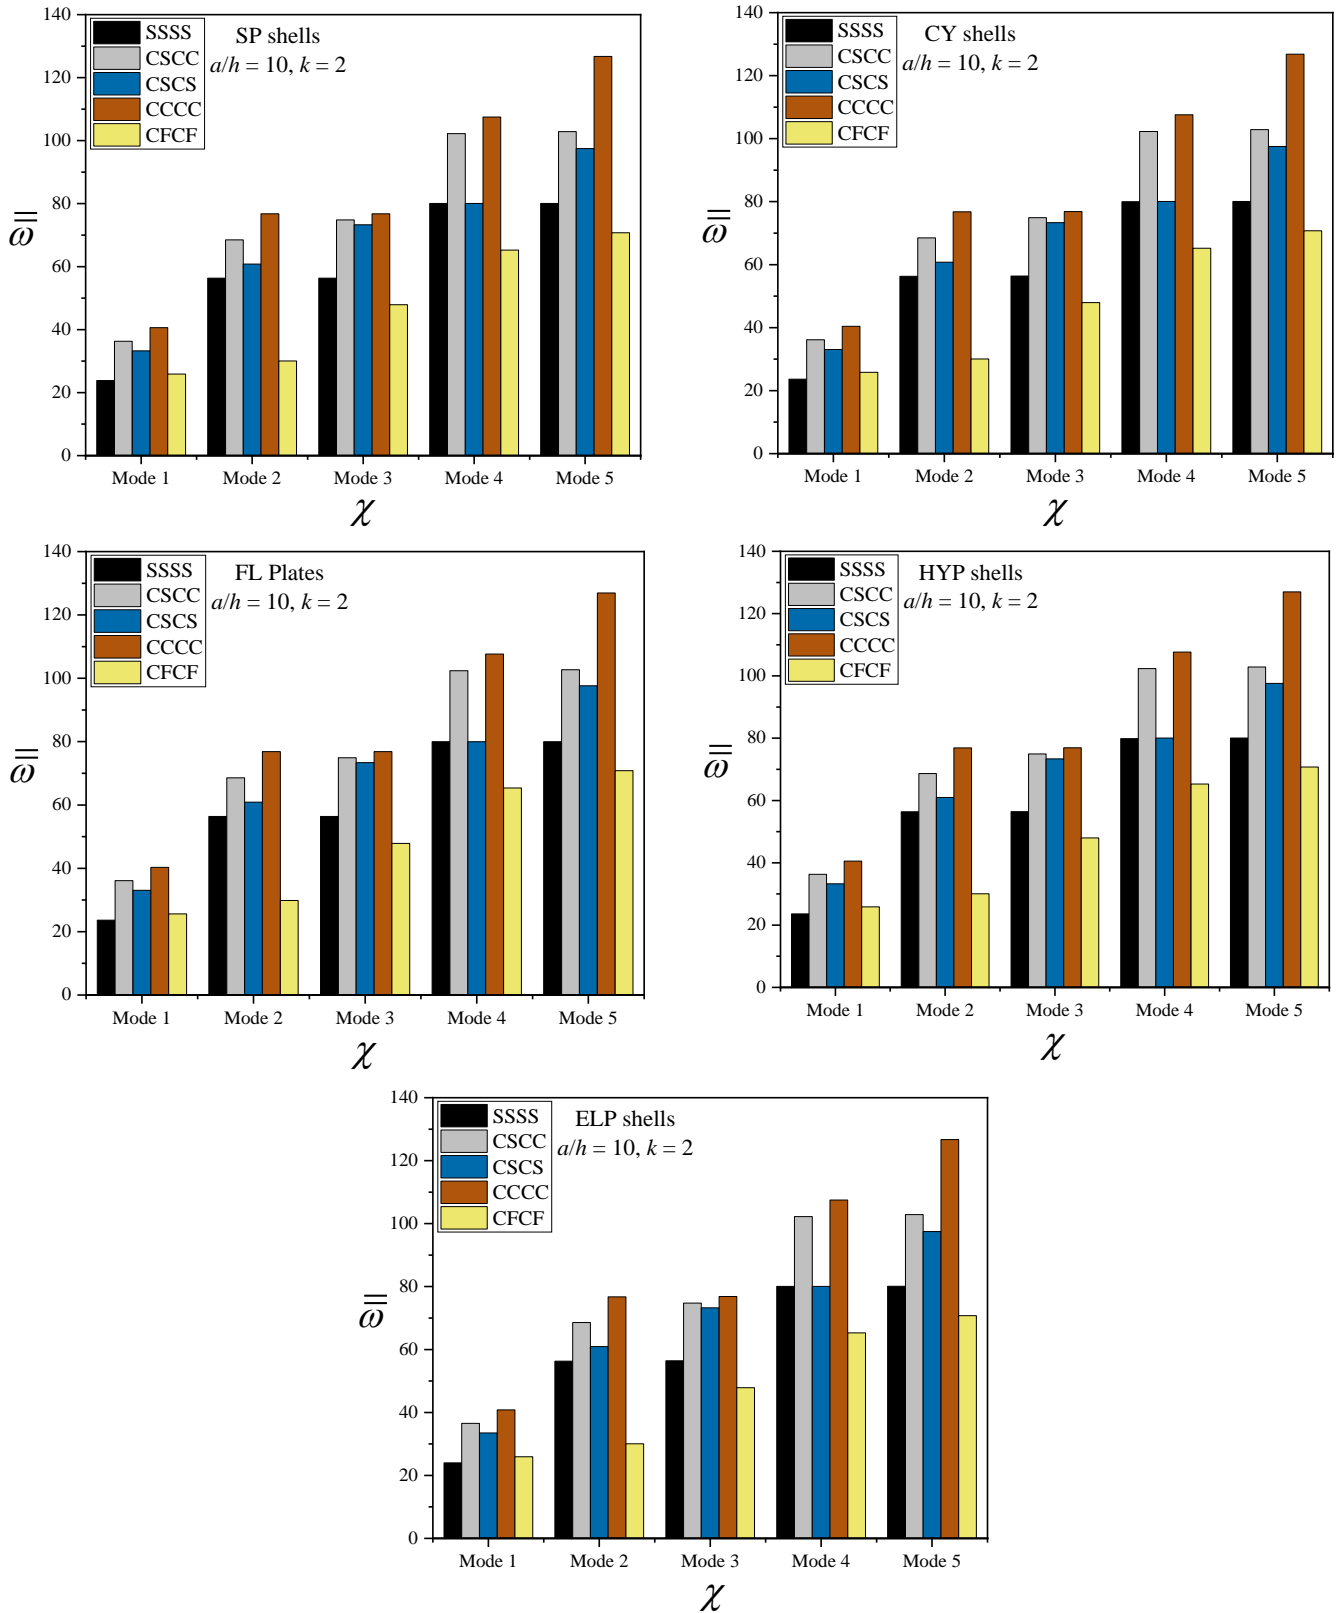 140
120
100
80
60
40
20
0
SSSS
CSCC
CSCS
CCCC
CFCF
SP shells
a/h = 10, k = 2
ω̿
Mode 1 Mode 2 Mode 3 Mode 4 Mode 5
χ
140
120
100
80
60
40
20
0
SSSS
CSCC
CSCS
CCCC
CFCF
CY shells
a/h = 10, k = 2
ω̿
Mode 1 Mode 2 Mode 3 Mode 4 Mode 5
χ
140
120
100
80
60
40
20
0
SSSS
CSCC
CSCS
CCCC
CFCF
FL Plates
a/h = 10, k = 2
ω̿
Mode 1 Mode 2 Mode 3 Mode 4 Mode 5
χ
140
120
100
80
60
40
20
0
SSSS
CSCC
CSCS
CCCC
CFCF
HYP shells
a/h = 10, k = 2
ω̿
Mode 1 Mode 2 Mode 3 Mode 4 Mode 5
χ
140
120
100
80
60
40
20
0
SSSS
CSCC
CSCS
CCCC
CFCF
ELP shells
a/h = 10, k = 2
ω̿
Mode 1 Mode 2 Mode 3 Mode 4 Mode 5
χ